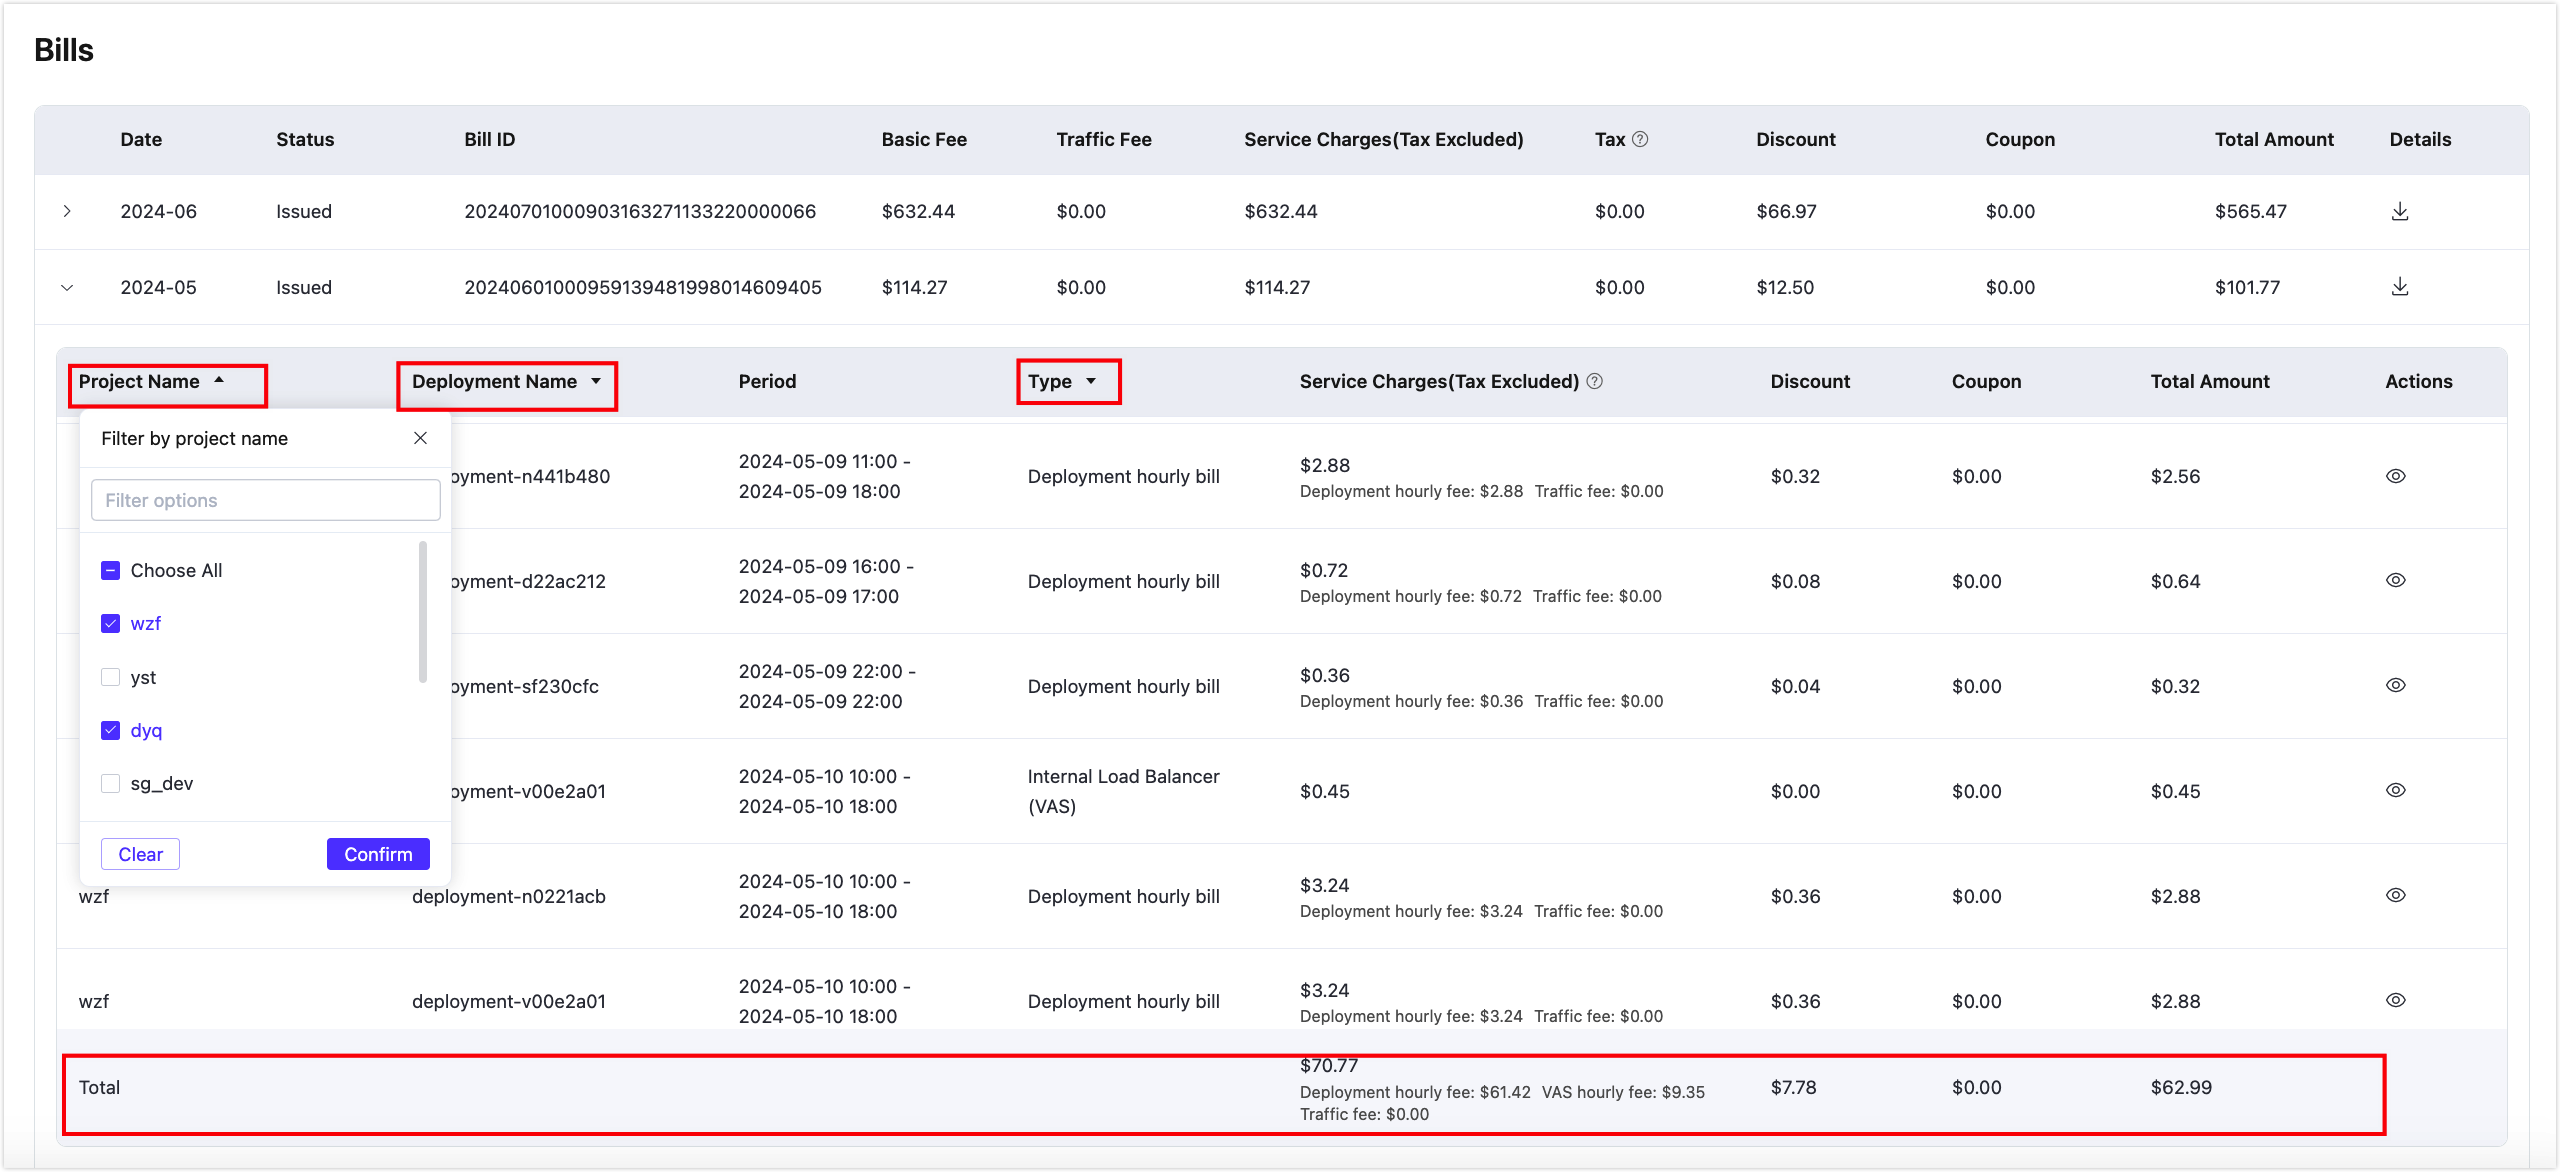 Bills
Date Status Bill ID Basic Fee Traffic Fee Service Charges(Tax Excluded) Tax Discount Coupon Total Amount Details
2024-06 Issued 2024070100090316327113322000​0066 $632.44 $0.00 $632.44 $0.00 $66.97 $0.00 $565.47
2024-05 Issued 2024060100095913948199801460​9405 $114.27 $0.00 $114.27 $0.00 $12.50 $0.00 $101.77
Project Name Deployment Name Period Type Service Charges(Tax Excluded) Discount Coupon Total Amount Actions
Filter by project name
Filter options
Choose All
wzf
yst
dyq
sg_dev
Clear Confirm
oyment-n441b480 2024-05-09 11:00 - Deployment hourly bill $2.88 $0.32 $0.00 $2.56
2024-05-09 18:00 Deployment hourly fee: $2.88 Traffic fee: $0.00
oyment-d22ac212 2024-05-09 16:00 - Deployment hourly bill $0.72 $0.08 $0.00 $0.64
2024-05-09 17:00 Deployment hourly fee: $0.72 Traffic fee: $0.00
oyment-sf230cfc 2024-05-09 22:00 - Deployment hourly bill $0.36 $0.04 $0.00 $0.32
2024-05-09 22:00 Deployment hourly fee: $0.36 Traffic fee: $0.00
oyment-v00e2a01 2024-05-10 10:00 - Internal Load Balancer $0.45 $0.00 $0.00 $0.45
2024-05-10 18:00 (VAS)
wzf deployment-n0221acb 2024-05-10 10:00 - Deployment hourly bill $3.24 $0.36 $0.00 $2.88
2024-05-10 18:00 Deployment hourly fee: $3.24 Traffic fee: $0.00
wzf deployment-v00e2a01 2024-05-10 10:00 - Deployment hourly bill $3.24 $0.36 $0.00 $2.88
2024-05-10 18:00 Deployment hourly fee: $3.24 Traffic fee: $0.00
Total $70.77 $7.78 $0.00 $62.99
Deployment hourly fee: $61.42 VAS hourly fee: $9.35
Traffic fee: $0.00